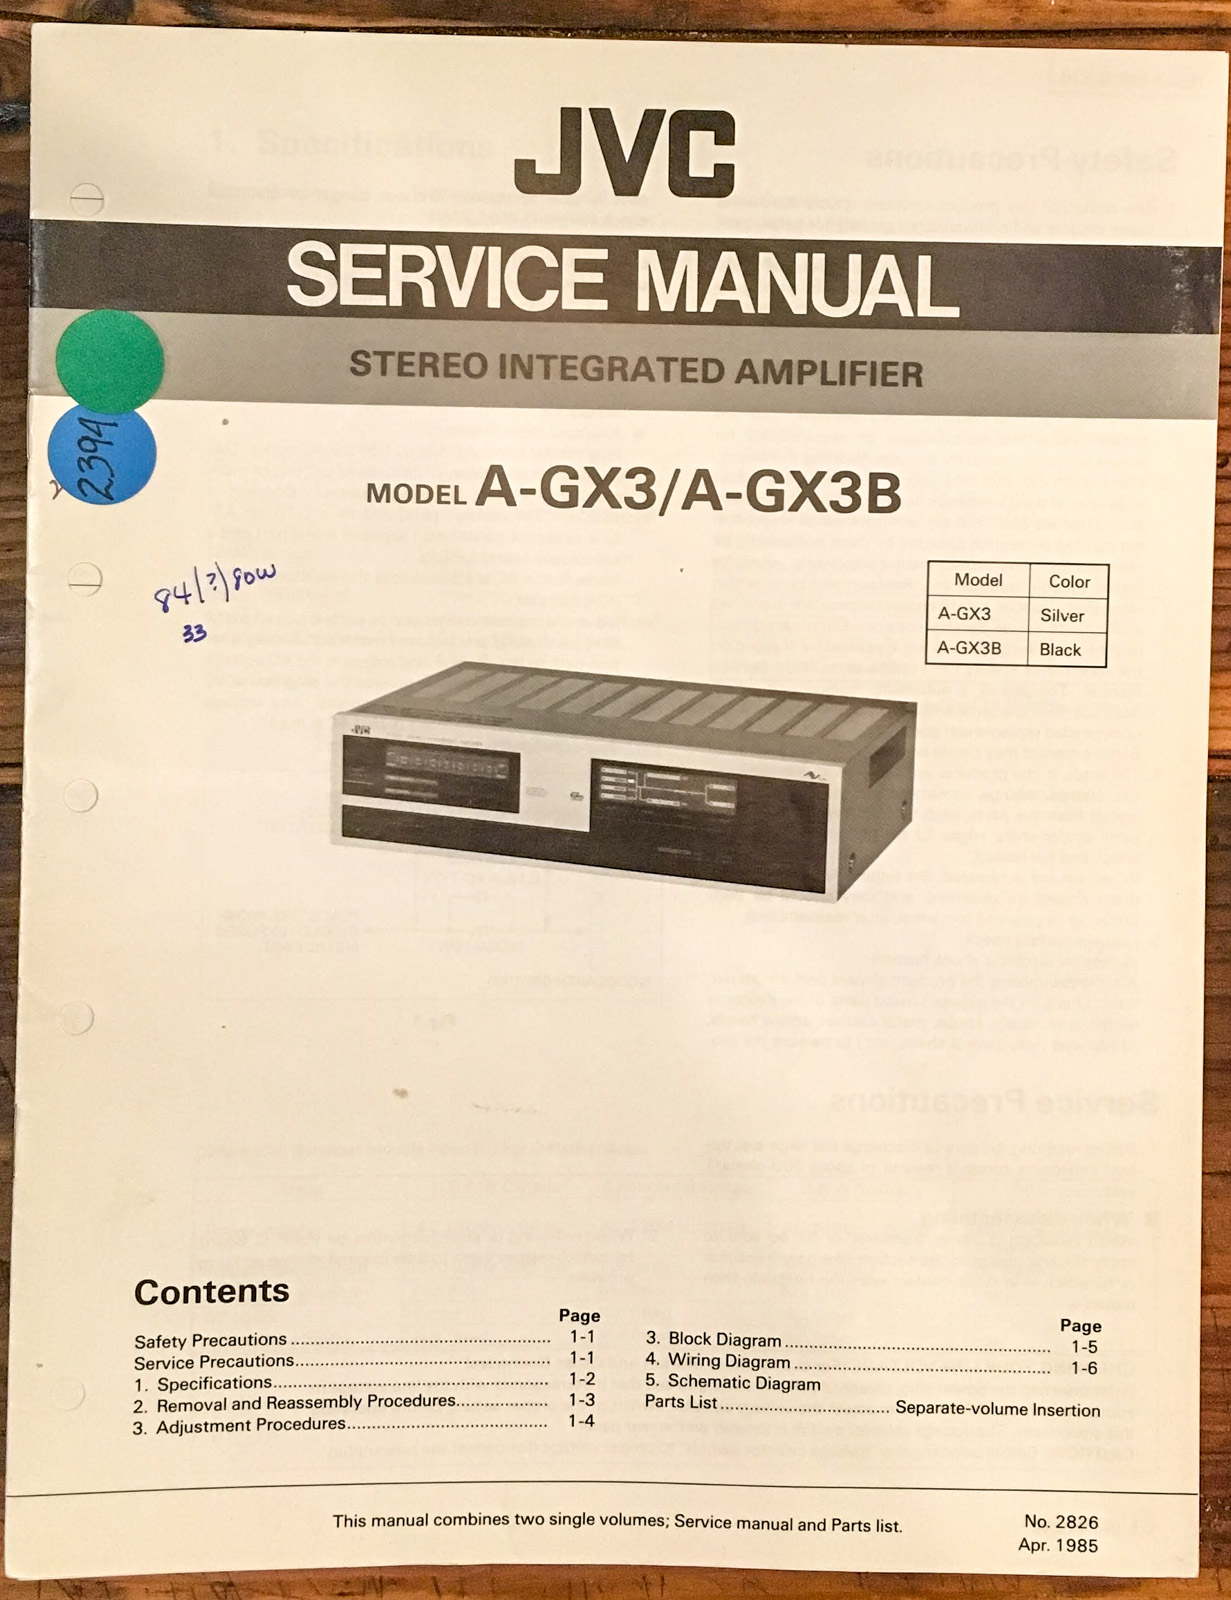 JVC
SERVICE MANUAL
STEREO INTEGRATED AMPLIFIER
2394
MODEL A-GX3/A-GX3B
84(?) 90W
33
Model Color
A-GX3 Silver
A-GX3B Black
JVC
Contents
Page
Safety Precautions 1-1
Service Precautions 1-1
1. Specifications 1-2
2. Removal and Reassembly Procedures 1-3
3. Adjustment Procedures 1-4
Page
3. Block Diagram 1-5
4. Wiring Diagram 1-6
5. Schematic Diagram
Parts List Separate-volume Insertion
This manual combines two single volumes; Service manual and Parts list.
No. 2826
Apr. 1985